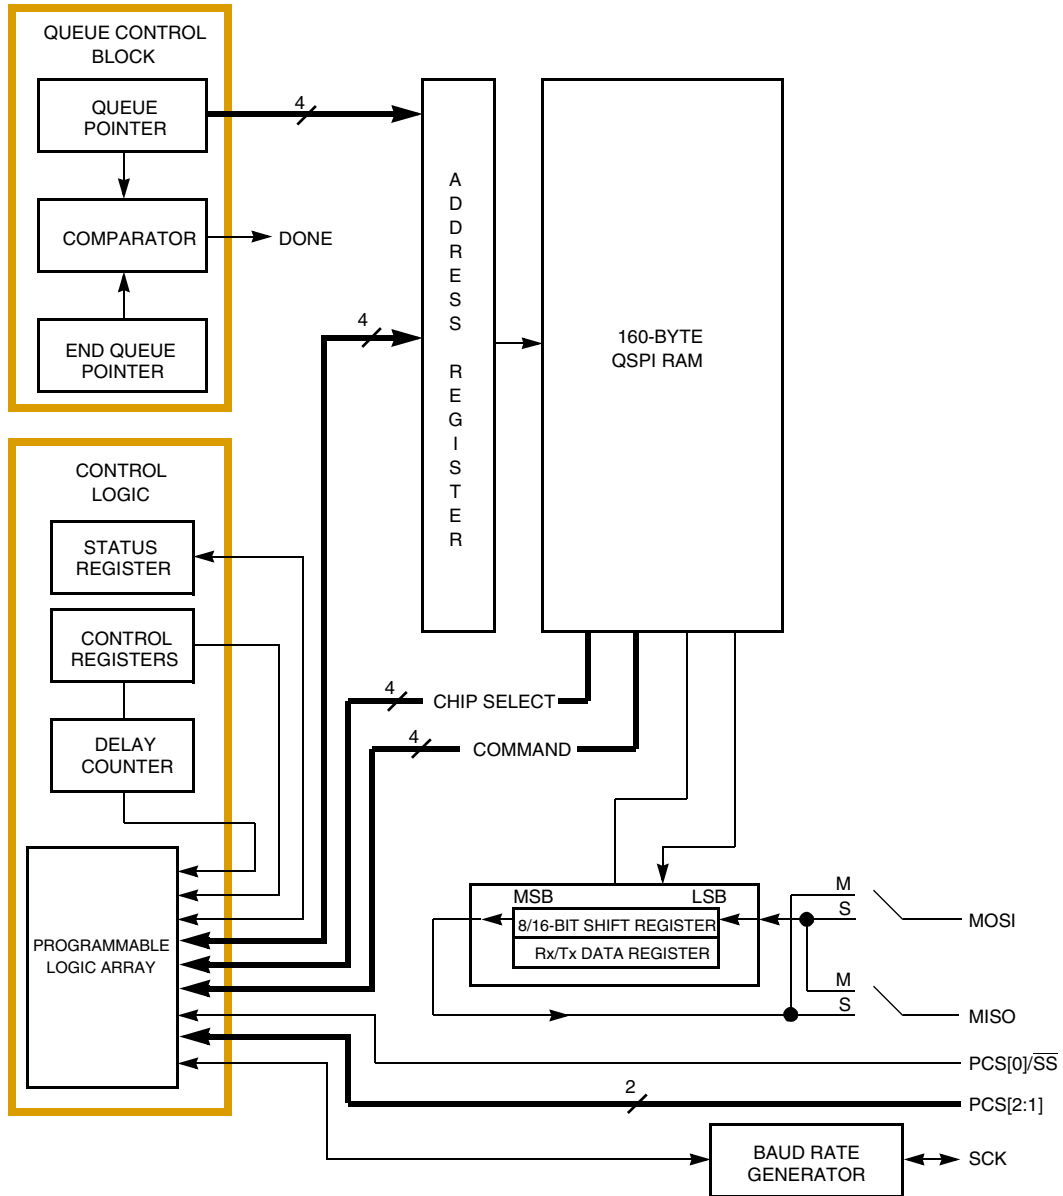 QUEUE CONTROL
BLOCK
QUEUE
POINTER
4
COMPARATOR
DONE
END QUEUE
POINTER
4
ADDRESS REGISTER
160-BYTE
QSPI RAM
CONTROL
LOGIC
STATUS
REGISTER
CONTROL
REGISTERS
DELAY
COUNTER
4
CHIP SELECT
4
COMMAND
PROGRAMMABLE
LOGIC ARRAY
MSB
LSB
8/16-BIT SHIFT REGISTER
Rx/Tx DATA REGISTER
M
S
MOSI
M
S
MISO
PCS[0]/S̅S̅
2
PCS[2:1]
BAUD RATE
GENERATOR
SCK